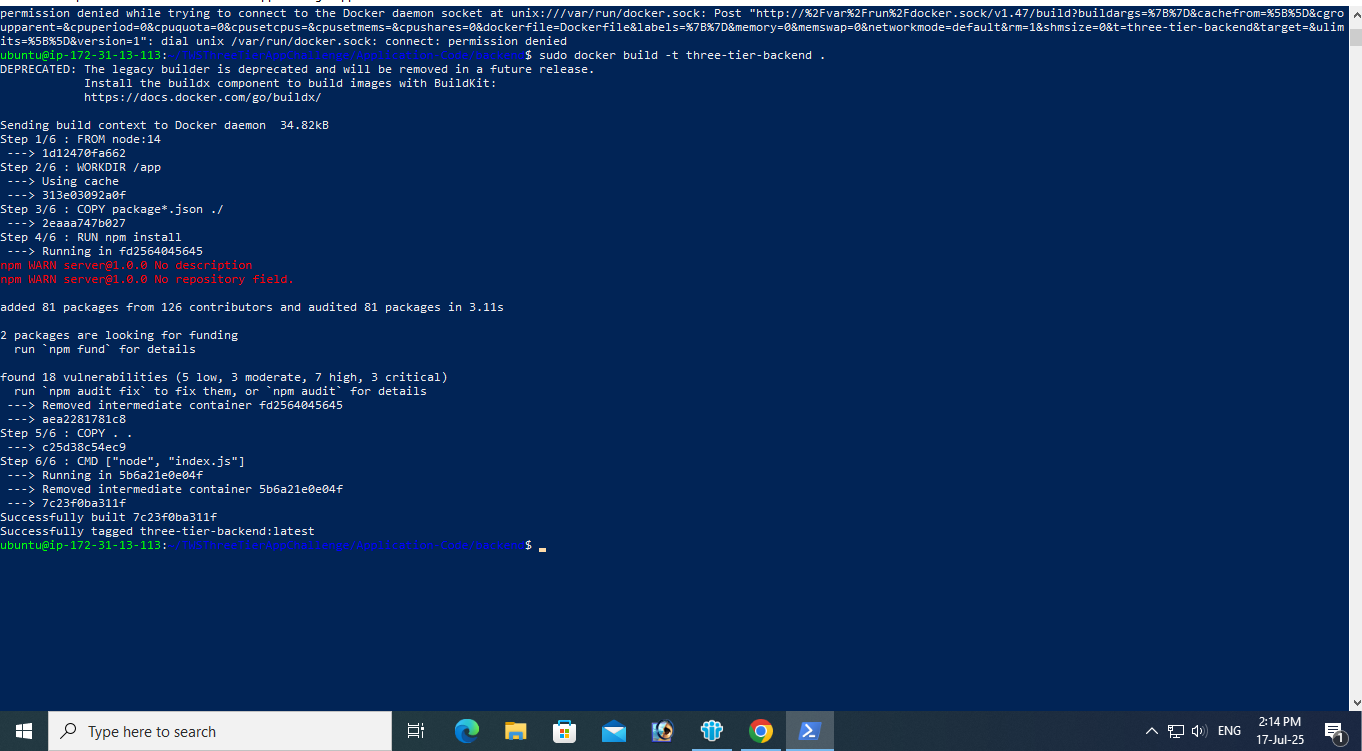 permission denied while trying to connect to the Docker daemon socket at unix:///var/run/docker.sock: Post "http://%2Fvar%2Frun%2Fdocker.sock/v1.47/build?buildargs=%7B%7D&cachefrom=%5B%5D&cgro
upparent=&cpuperiod=0&cpuquota=0&cpusetcpus=&cpusetmems=&cpushares=0&dockerfile=Dockerfile&labels=%7B%7D&memory=0&memswap=0&networkmode=default&rm=1&shmsize=0&t=three-tier-backend&target=&ulim
its=%5B%5D&version=1": dial unix /var/run/docker.sock: connect: permission denied
ubuntu@ip-172-31-13-113: $ sudo docker build -t three-tier-backend .
DEPRECATED: The legacy builder is deprecated and will be removed in a future release.
Install the buildx component to build images with BuildKit:
https://docs.docker.com/go/buildx/
Sending build context to Docker daemon  34.82kB
Step 1/6 : FROM node:14
---> 1d12470fa662
Step 2/6 : WORKDIR /app
---> Using cache
---> 313e03092a0f
Step 3/6 : COPY package*.json ./
---> 2eaaa747b027
Step 4/6 : RUN npm install
---> Running in fd2564045645
npm WARN server@1.0.0 No description
npm WARN server@1.0.0 No repository field.
added 81 packages from 126 contributors and audited 81 packages in 3.11s
2 packages are looking for funding
run `npm fund` for details
found 18 vulnerabilities (5 low, 3 moderate, 7 high, 3 critical)
run `npm audit fix` to fix them, or `npm audit` for details
---> Removed intermediate container fd2564045645
---> aea2281781c8
Step 5/6 : COPY . .
---> c25d38c54ec9
Step 6/6 : CMD ["node", "index.js"]
---> Running in 5b6a21e0e04f
---> Removed intermediate container 5b6a21e0e04f
---> 7c23f0ba311f
Successfully built 7c23f0ba311f
Successfully tagged three-tier-backend:latest
ubuntu@ip-172-31-13-113: $
Type here to search
ENG
2:14 PM
17-Jul-25
1